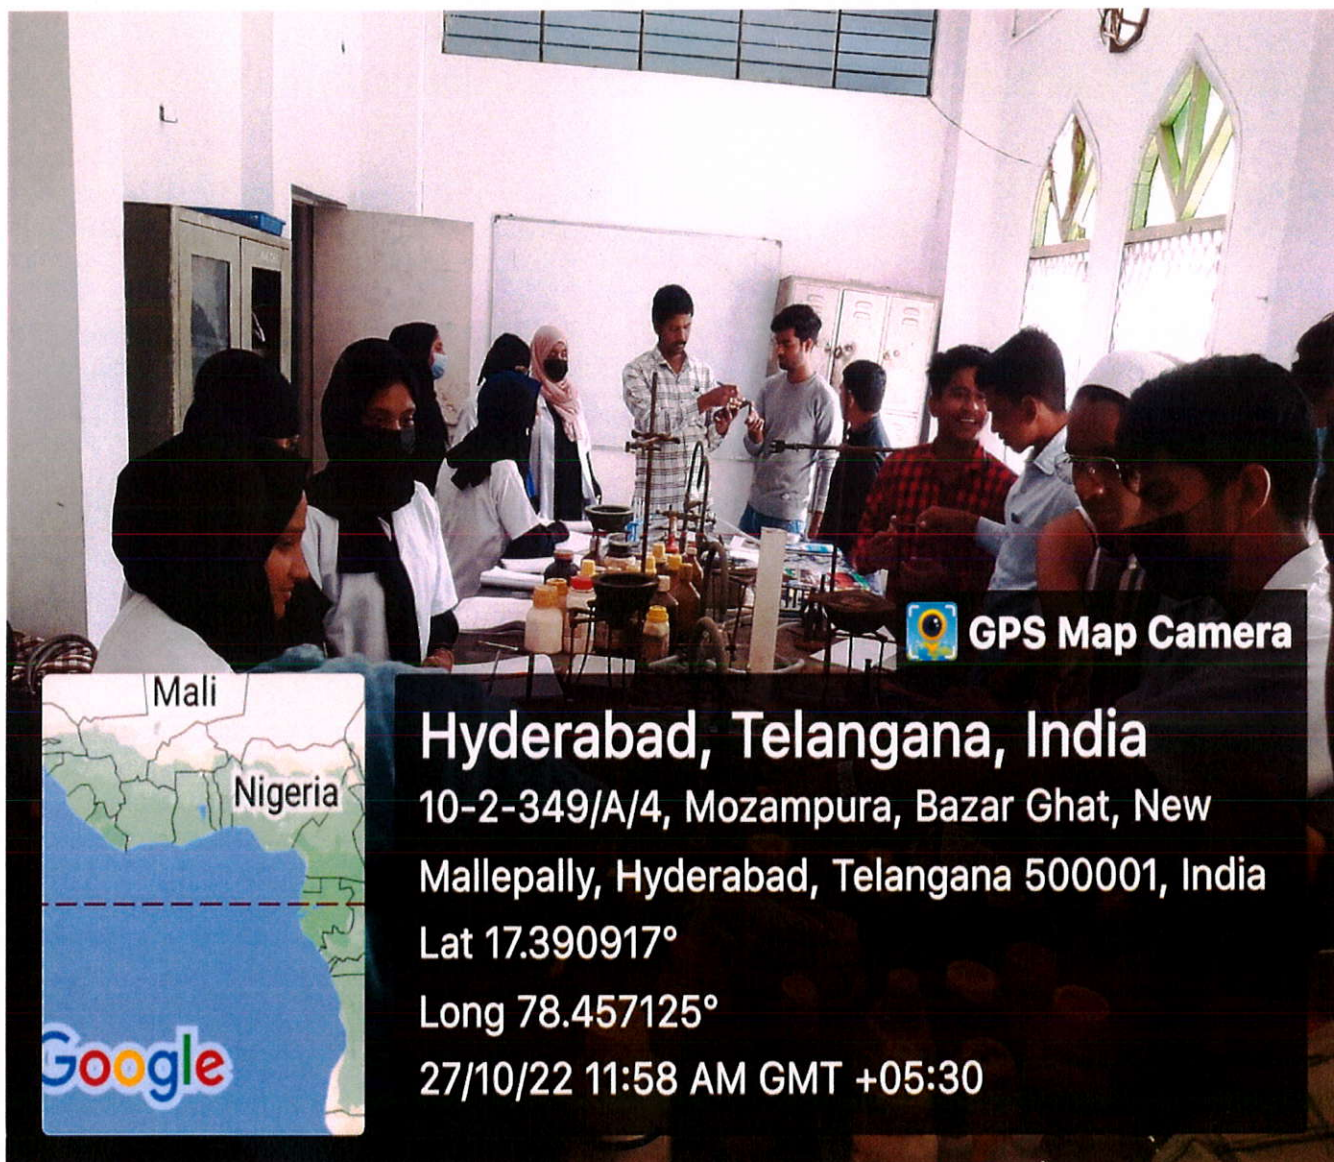 GPS Map Camera
Mali
Nigeria
Google
Hyderabad, Telangana, India
10-2-349/A/4, Mozampura, Bazar Ghat, New
Mallepally, Hyderabad, Telangana 500001, India
Lat 17.390917°
Long 78.457125°
27/10/22 11:58 AM GMT +05:30